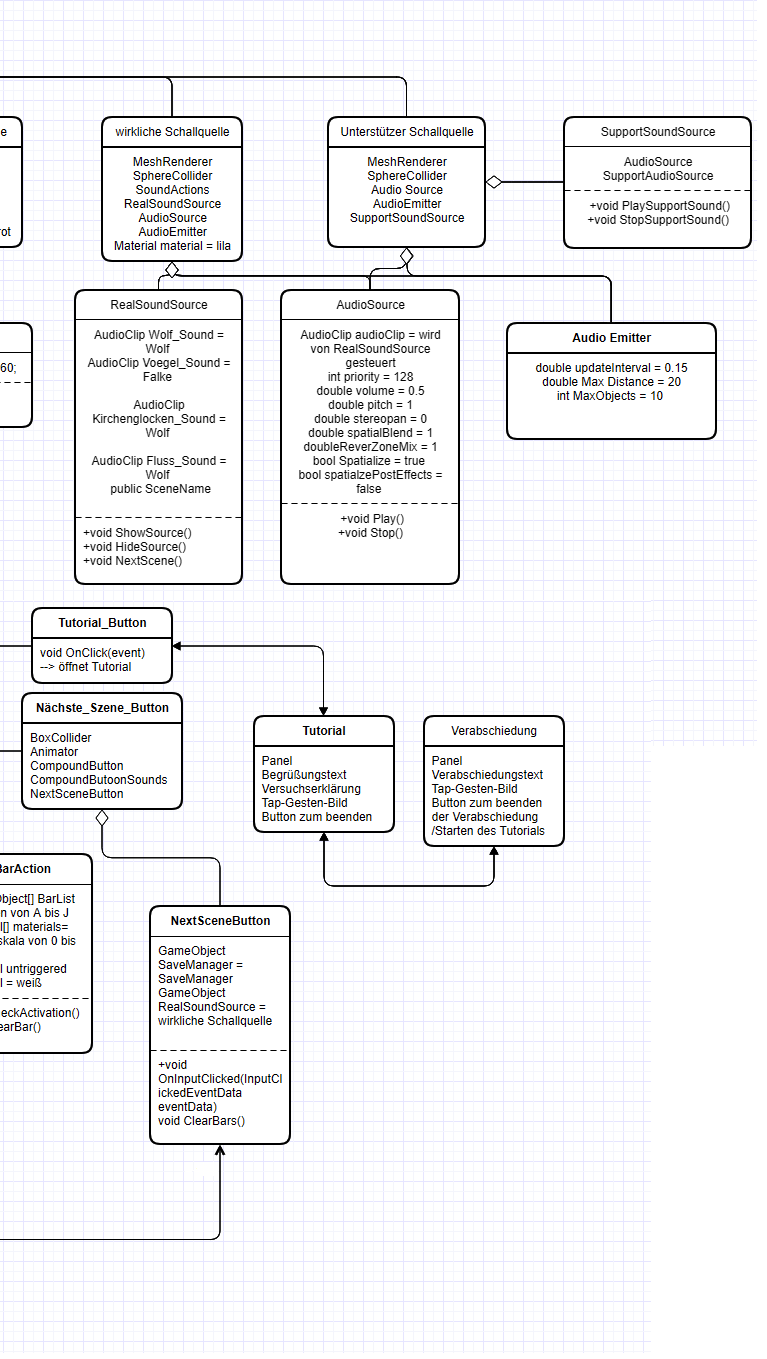 e
rot
wirkliche Schallquelle
MeshRenderer
SphereCollider
SoundActions
RealSoundSource
AudioSource
AudioEmitter
Material material = lila
Unterstützer Schallquelle
MeshRenderer
SphereCollider
Audio Source
AudioEmitter
SupportSoundSource
SupportSoundSource
AudioSource
SupportAudioSource
+void PlaySupportSound()
+void StopSupportSound()
60;
RealSoundSource
AudioClip Wolf_Sound =
Wolf
AudioClip Voegel_Sound =
Falke
AudioClip
Kirchenglocken_Sound =
Wolf
AudioClip Fluss_Sound =
Wolf
public SceneName
+void ShowSource()
+void HideSource()
+void NextScene()
AudioSource
AudioClip audioClip = wird
von RealSoundSource
gesteuert
int priority = 128
double volume = 0.5
double pitch = 1
double stereopan = 0
double spatialBlend = 1
doubleReverZoneMix = 1
bool Spatialize = true
bool spatialzePostEffects =
false
+void Play()
+void Stop()
Audio Emitter
double updateInterval = 0.15
double Max Distance = 20
int MaxObjects = 10
Tutorial_Button
void OnClick(event)
--> öffnet Tutorial
Nächste_Szene_Button
BoxCollider
Animator
CompoundButton
CompoundButoonSounds
NextSceneButton
Tutorial
Panel
Begrüßungstext
Versuchserklärung
Tap-Gesten-Bild
Button zum beenden
Verabschiedung
Panel
Verabschiedungstext
Tap-Gesten-Bild
Button zum beenden
der Verabschiedung
/Starten des Tutorials
BarAction
Object[] BarList
n von A bis J
l[] materials=
skala von 0 bis
l untriggered
l = weiß
eckActivation()
earBar()
NextSceneButton
GameObject
SaveManager =
SaveManager
GameObject
RealSoundSource =
wirkliche Schallquelle
+void
OnInputClicked(InputCl
ickedEventData
eventData)
void ClearBars()